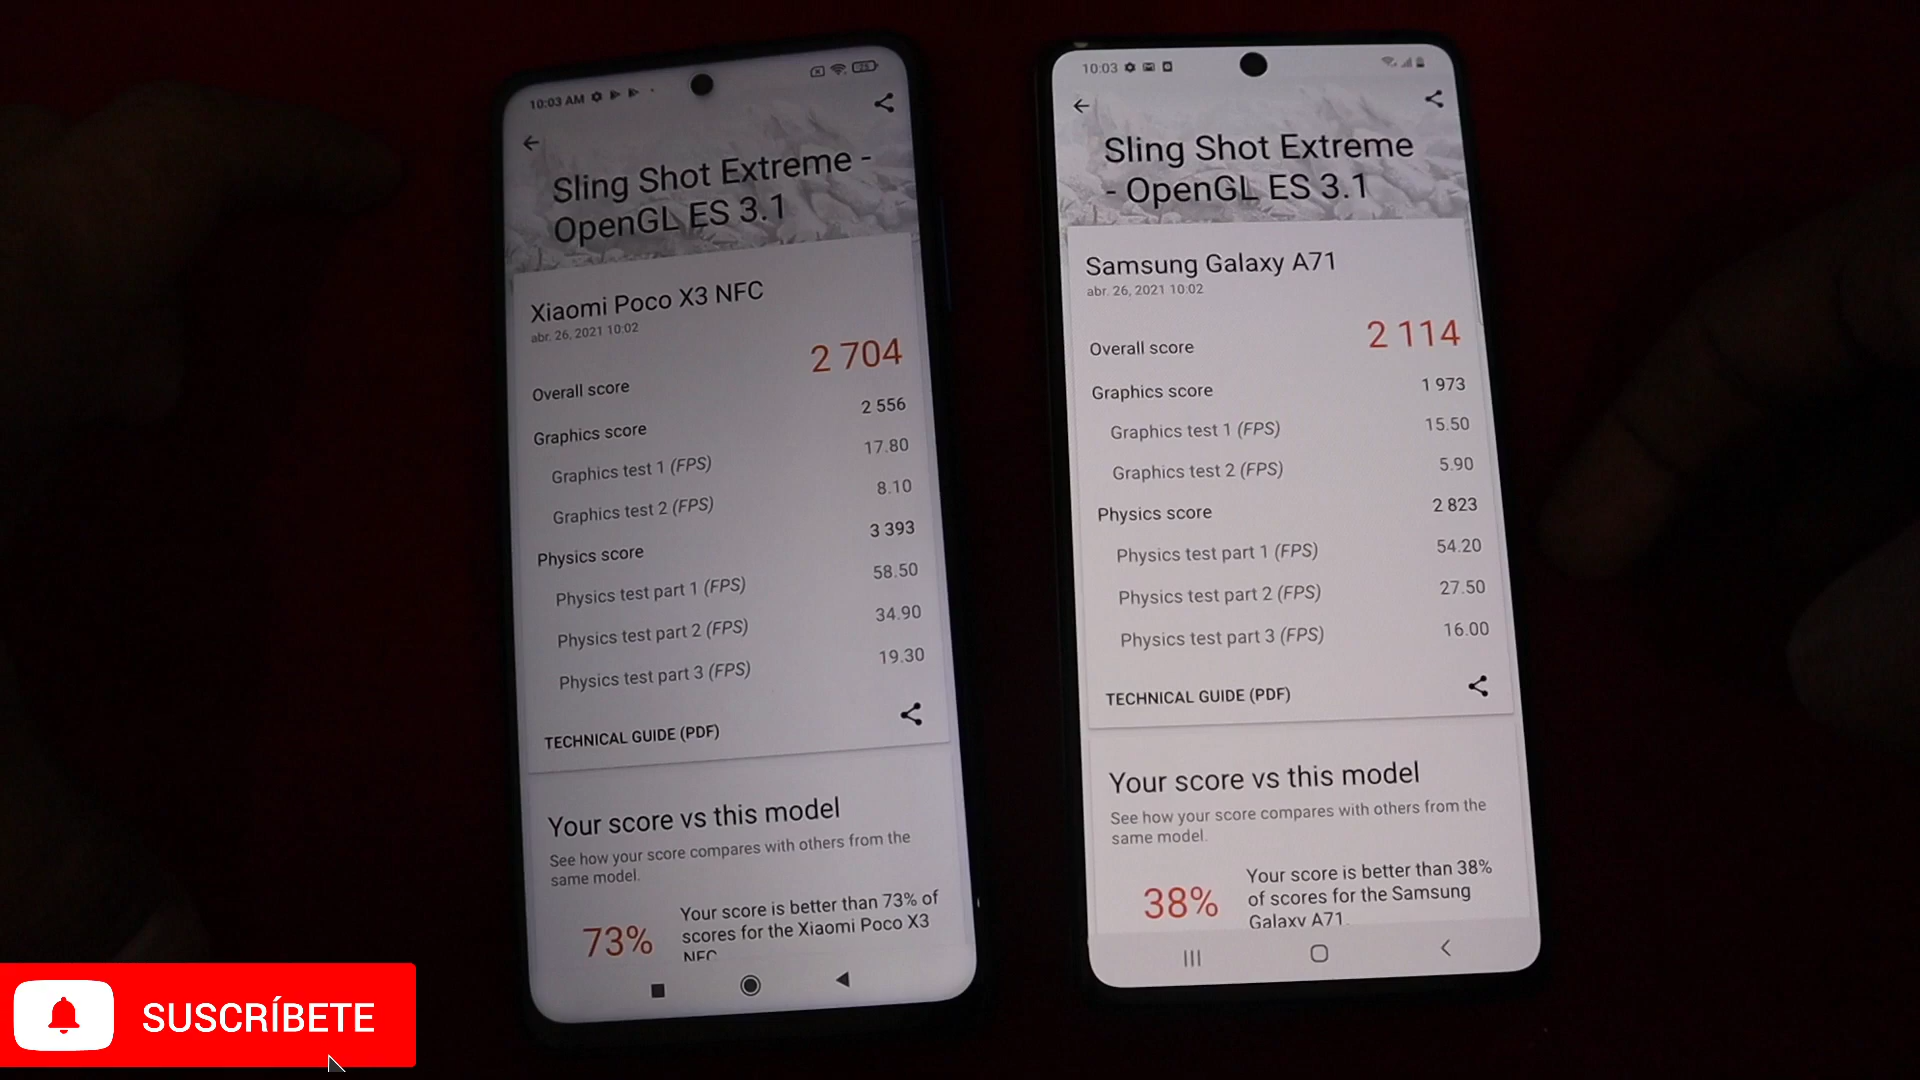 10:03 AM
Sling Shot Extreme -
OpenGL ES 3.1
Xiaomi Poco X3 NFC
abr. 26, 2021 10:02
Overall score 2 704
Graphics score 2 556
Graphics test 1 (FPS) 17.80
Graphics test 2 (FPS) 8.10
Physics score 3 393
Physics test part 1 (FPS) 58.50
Physics test part 2 (FPS) 34.90
Physics test part 3 (FPS) 19.30
TECHNICAL GUIDE (PDF)
Your score vs this model
See how your score compares with others from the
same model.
73%
Your score is better than 73% of
scores for the Xiaomi Poco X3
NFC
10:03
Sling Shot Extreme
- OpenGL ES 3.1
Samsung Galaxy A71
abr. 26, 2021 10:02
Overall score 2 114
Graphics score 1 973
Graphics test 1 (FPS) 15.50
Graphics test 2 (FPS) 5.90
Physics score 2 823
Physics test part 1 (FPS) 54.20
Physics test part 2 (FPS) 27.50
Physics test part 3 (FPS) 16.00
TECHNICAL GUIDE (PDF)
Your score vs this model
See how your score compares with others from the
same model.
38%
Your score is better than 38%
of scores for the Samsung
Galaxy A71.
SUSCRÍBETE